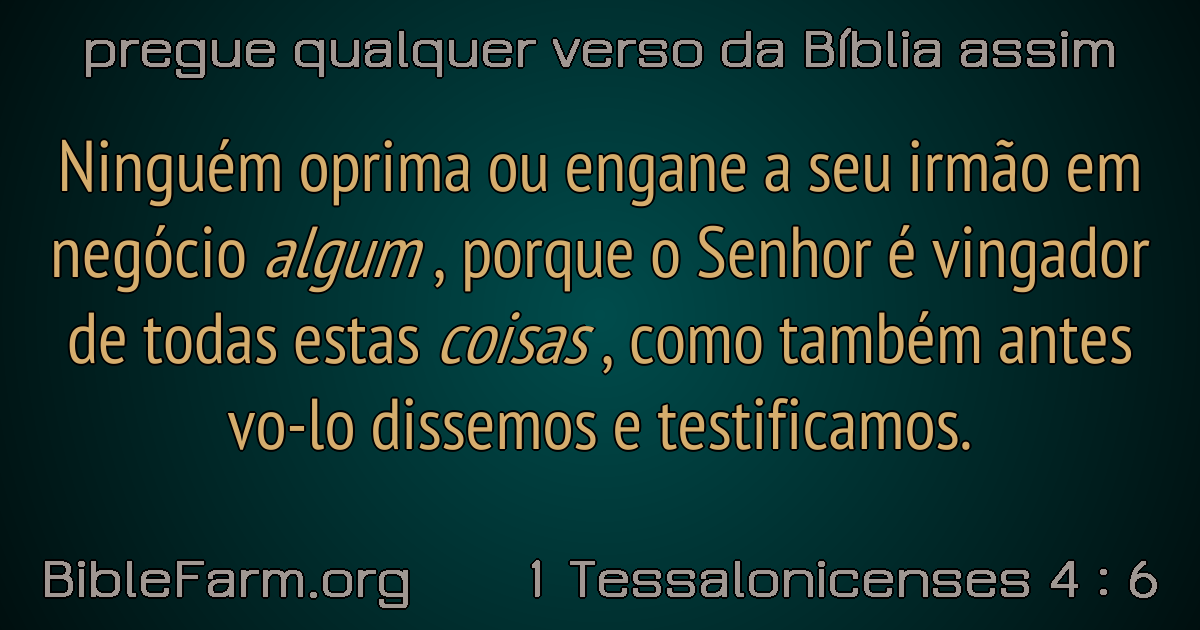 pregue qualquer verso da Bíblia assim
Ninguém oprima ou engane a seu irmão em
negócio algum , porque o Senhor é vingador
de todas estas coisas , como também antes
vo-lo dissemos e testificamos.
BibleFarm.org 1 Tessalonicenses 4 : 6